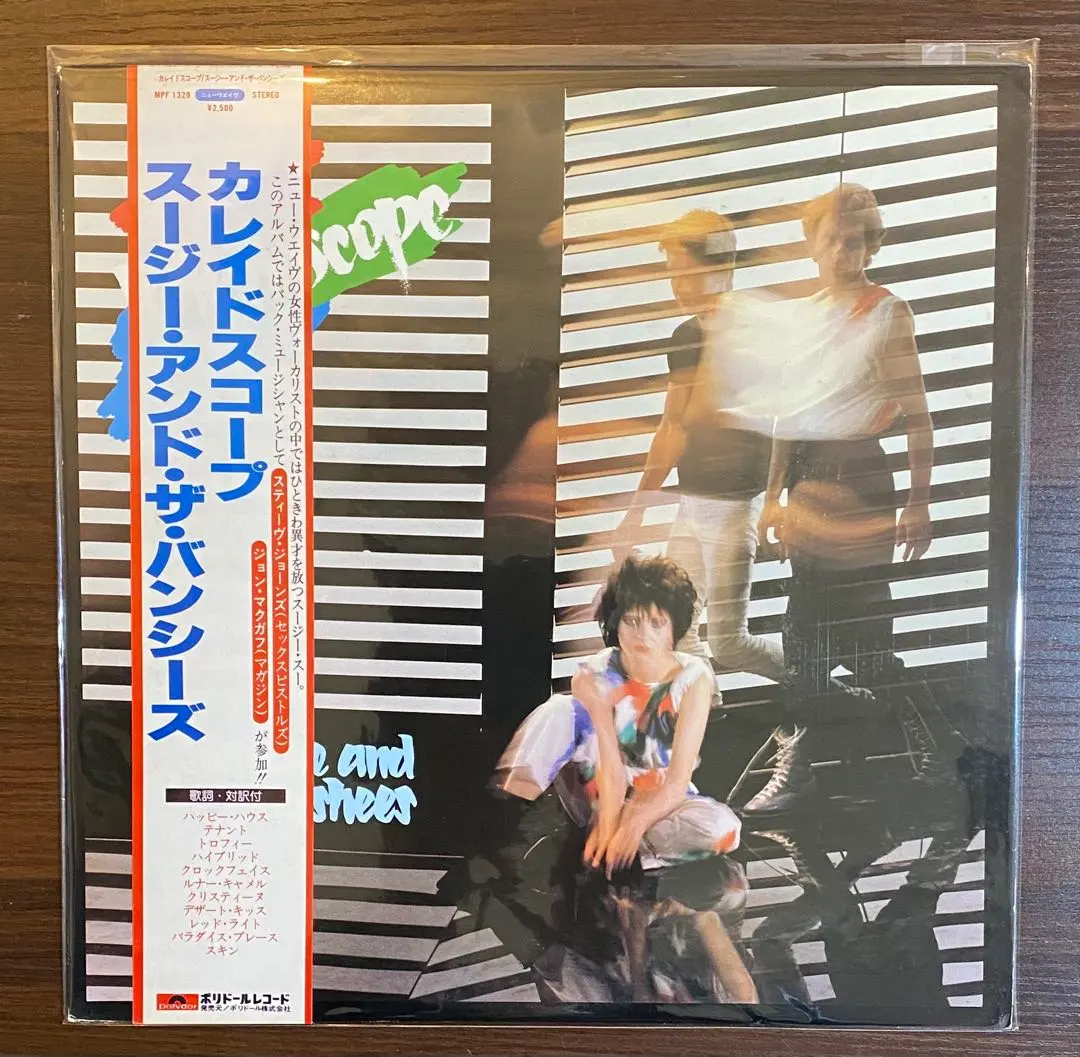 カレイドスコープ/スージー・アンド・ザ・バンシーズ
MPF 1329 ニューウエイヴ STEREO
¥2,500
★ニュー・ウエイヴの女性ヴォーカリストの中ではひときわ異才を放つスージー・スー。
このアルバムではバック・ミュージシャンとして
スティーヴ・ジョーンズ(セックスピストルズ)
ジョン・マクガフ(マガジン)
が参加!!
カレイドスコープ
スージー・アンド・ザ・バンシーズ
歌詞・対訳付
ハッピー・ハウス
テナント
トロフィー
ハイブリッド
クロックフェイス
ルナー・キャメル
クリスティーヌ
デザート・キッス
レッド・ライト
パラダイス・プレース
スキン
Polydor ポリドールレコード
発売元/ポリドール株式会社
scope
e and
shees